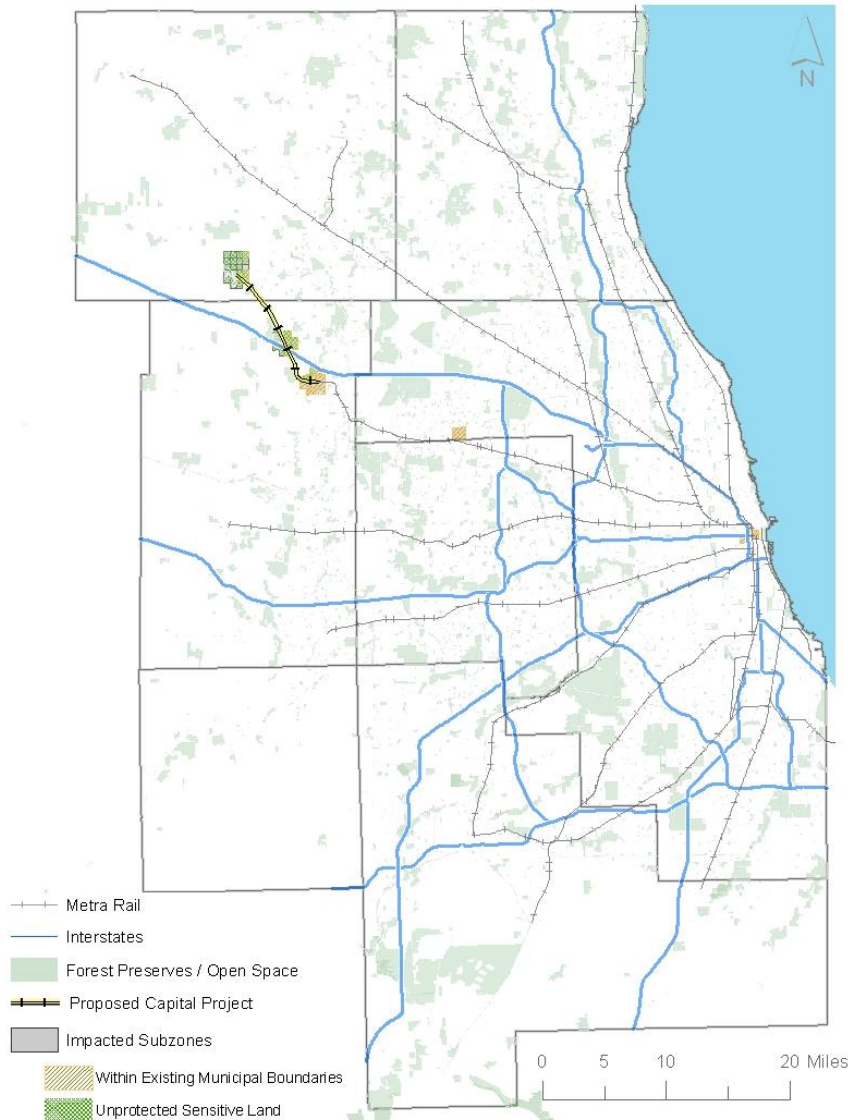 N
Metra Rail
Interstates
Forest Preserves / Open Space
Proposed Capital Project
Impacted Subzones
Within Existing Municipal Boundaries
Unprotected Sensitive Land
0 5 10 20 Miles